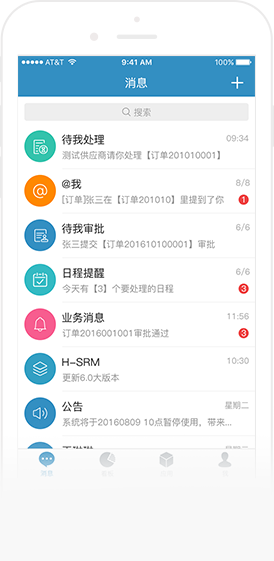 AT&T 9:41 AM 100%
消息 +
搜索
待我处理 09:34
测试供应商请你处理【订单201010001】
@我 8/8
[订单]张三在【订单201010】里提到了你 1
待我审批 6/6
张三提交【订单201610100001】审批
日程提醒 6/6
今天有【3】个要处理的日程 3
业务消息 11:56
订单2016001001审批通过 3
H-SRM 10:30
更新6.0大版本
公告 星期二
系统将于20160809 10点暂停使用，带来...
星期二
消息